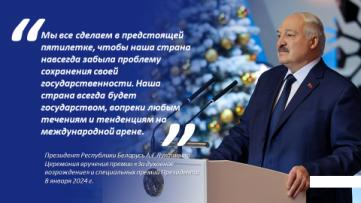 Мы все сделаем в предстоящей
пятилетке, чтобы наша страна
навсегда забыла проблему
сохранения своей
государственности. Наша
страна всегда будет
государством, вопреки любым
течениям и тенденциям на
международной арене.
Президент Республики Беларусь А.Г.Лукашенко
Церемония вручения премии «За духовное
возрождение» и специальных премий Президента
8 января 2024 г.